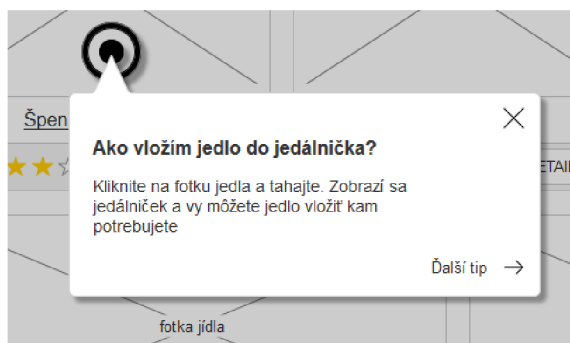 Špen
Ako vložím jedlo do jedálnička?
Kliknite na fotku jedla a tahajte. Zobrazí sa
jedálniček a vy môžete jedlo vložiť kam
potrebujete
ETAIL
Ďalší tip
fotka jídla